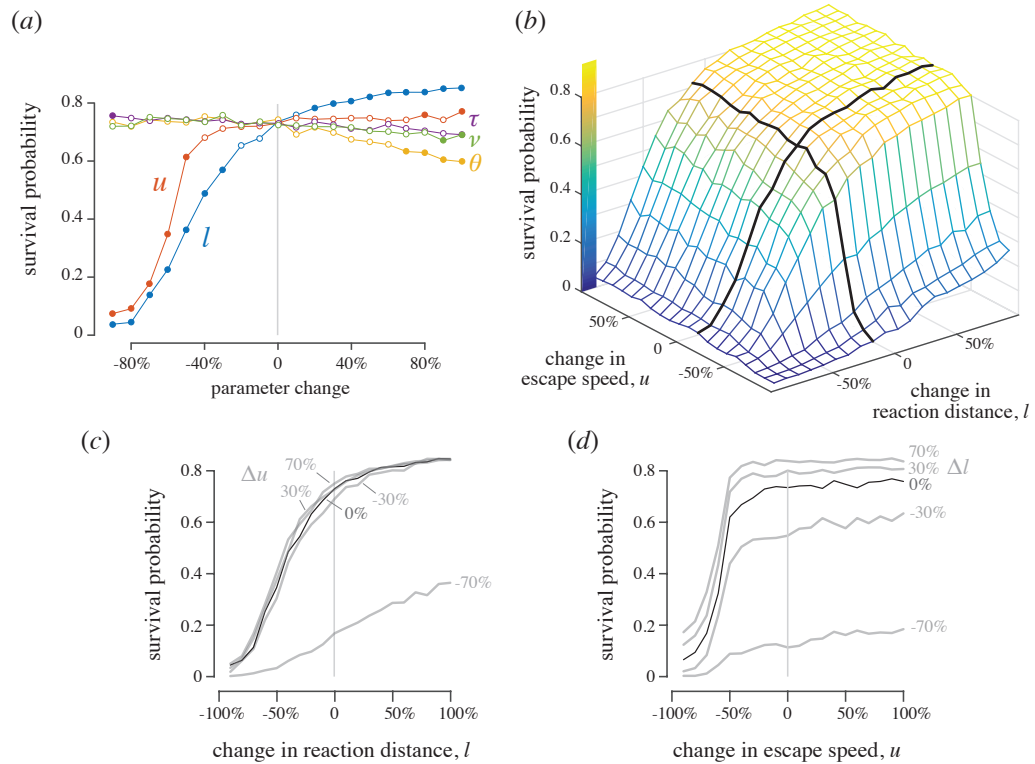 (a)
survival probability
0.8
0.6
0.4
0.2
0
u
l
τ
ν
θ
-80%
-40%
0
40%
80%
parameter change
(b)
survival probability
0.8
0.6
0.4
0.2
0
50%
0
-50%
change in
escape speed, u
-50%
0
50%
change in
reaction distance, l
(c)
survival probability
0.8
0.6
0.4
0.2
0
Δu
70%
30%
0%
-30%
-70%
-100%
-50%
0
50%
100%
change in reaction distance, l
(d)
survival probability
0.8
0.6
0.4
0.2
0
70%
30%
Δl
0%
-30%
-70%
-100%
-50%
0
50%
100%
change in escape speed, u